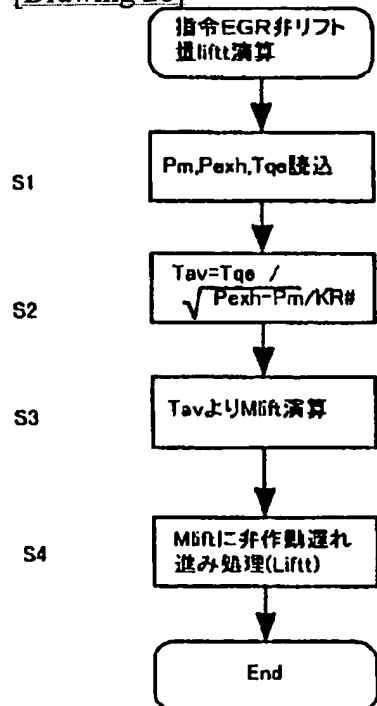 [Drawing
指令EGR弁リフト
量liftt演算
S1
Pm,Pexh,Tqe読込
S2
Tav=Tqe /
√Pexh-Pm/KR#
S3
TavよりMlift演算
S4
Mliftに弁作動遅れ
進み処理(Liftt)
End